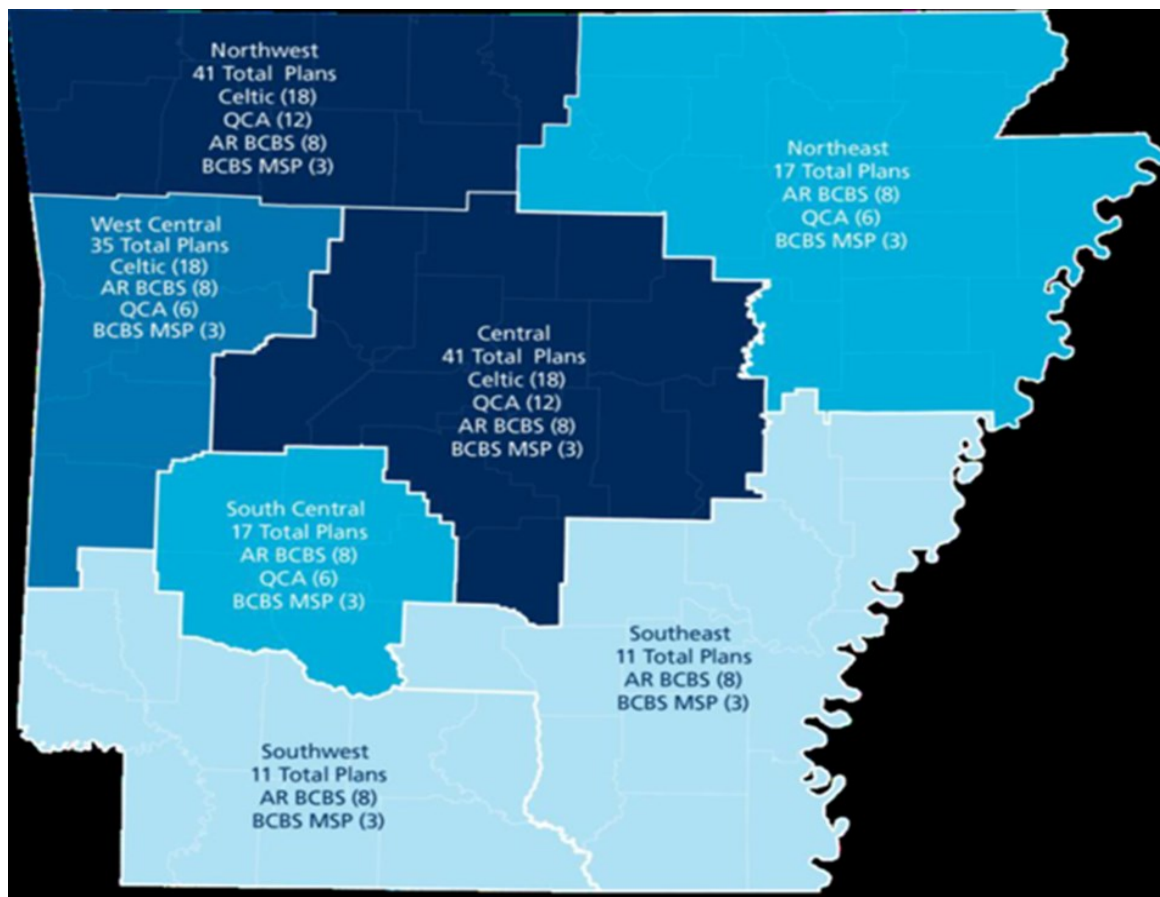 Northwest
41 Total Plans
Celtic (18)
QCA (12)
AR BCBS (8)
BCBS MSP (3)
Northeast
17 Total Plans
AR BCBS (8)
QCA (6)
BCBS MSP (3)
West Central
35 Total Plans
Celtic (18)
AR BCBS (8)
QCA (6)
BCBS MSP (3)
Central
41 Total Plans
Celtic (18)
QCA (12)
AR BCBS (8)
BCBS MSP (3)
South Central
17 Total Plans
AR BCBS (8)
QCA (6)
BCBS MSP (3)
Southeast
11 Total Plans
AR BCBS (8)
BCBS MSP (3)
Southwest
11 Total Plans
AR BCBS (8)
BCBS MSP (3)